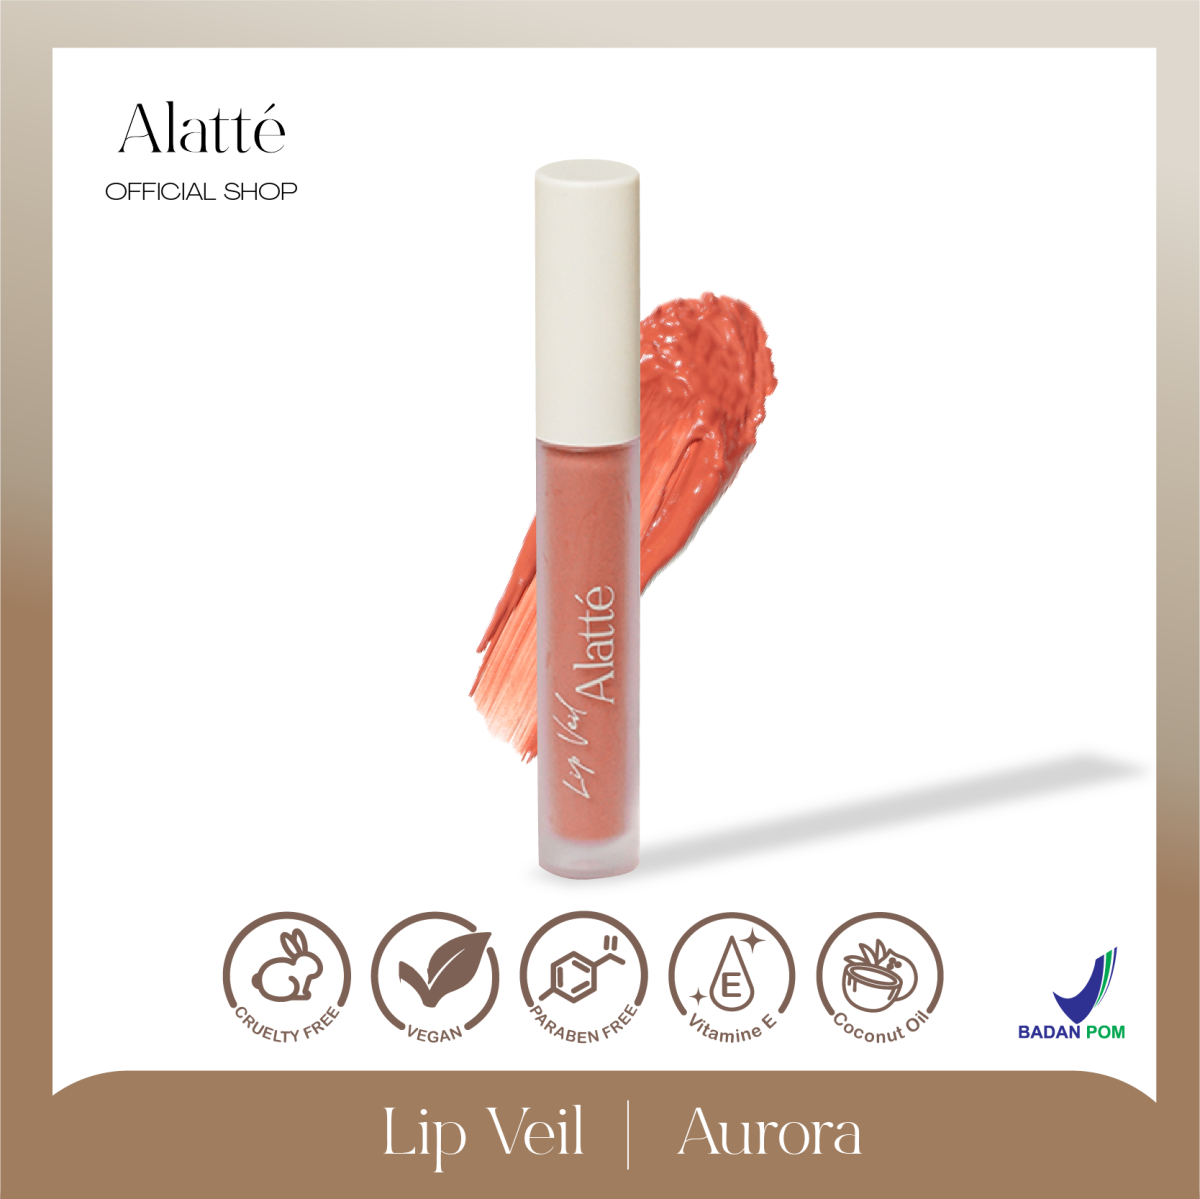 Alatté
OFFICIAL SHOP
Lip Veil
Alatté
CRUELTY FREE
VEGAN
PARABEN FREE
E
Vitamine E
Coconut Oil
BADAN POM
Lip Veil | Aurora